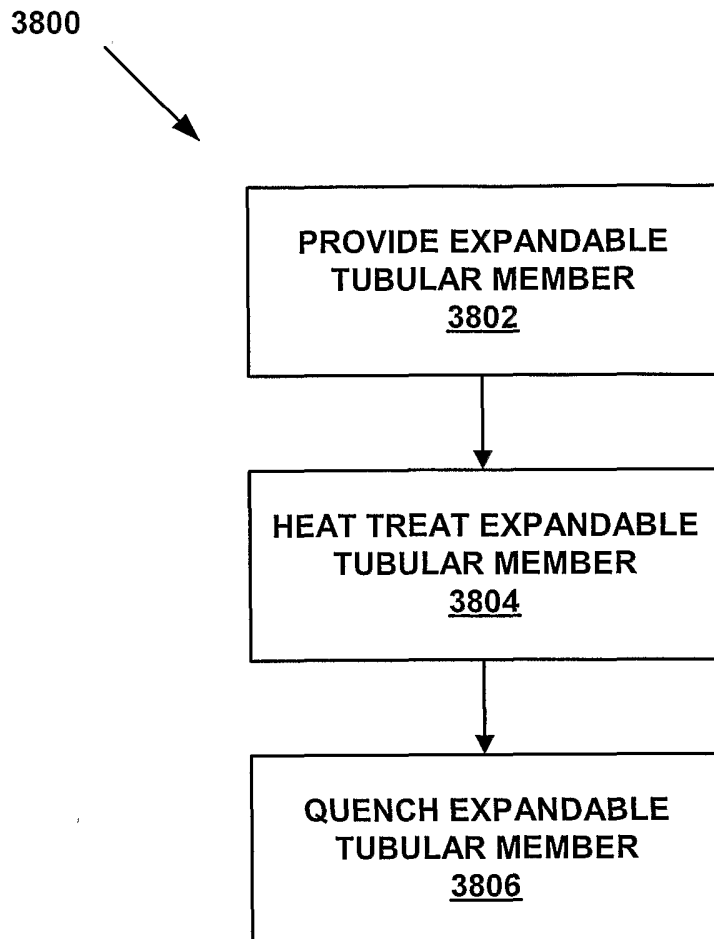 3800
PROVIDE EXPANDABLE
TUBULAR MEMBER
3802
HEAT TREAT EXPANDABLE
TUBULAR MEMBER
3804
QUENCH EXPANDABLE
TUBULAR MEMBER
3806